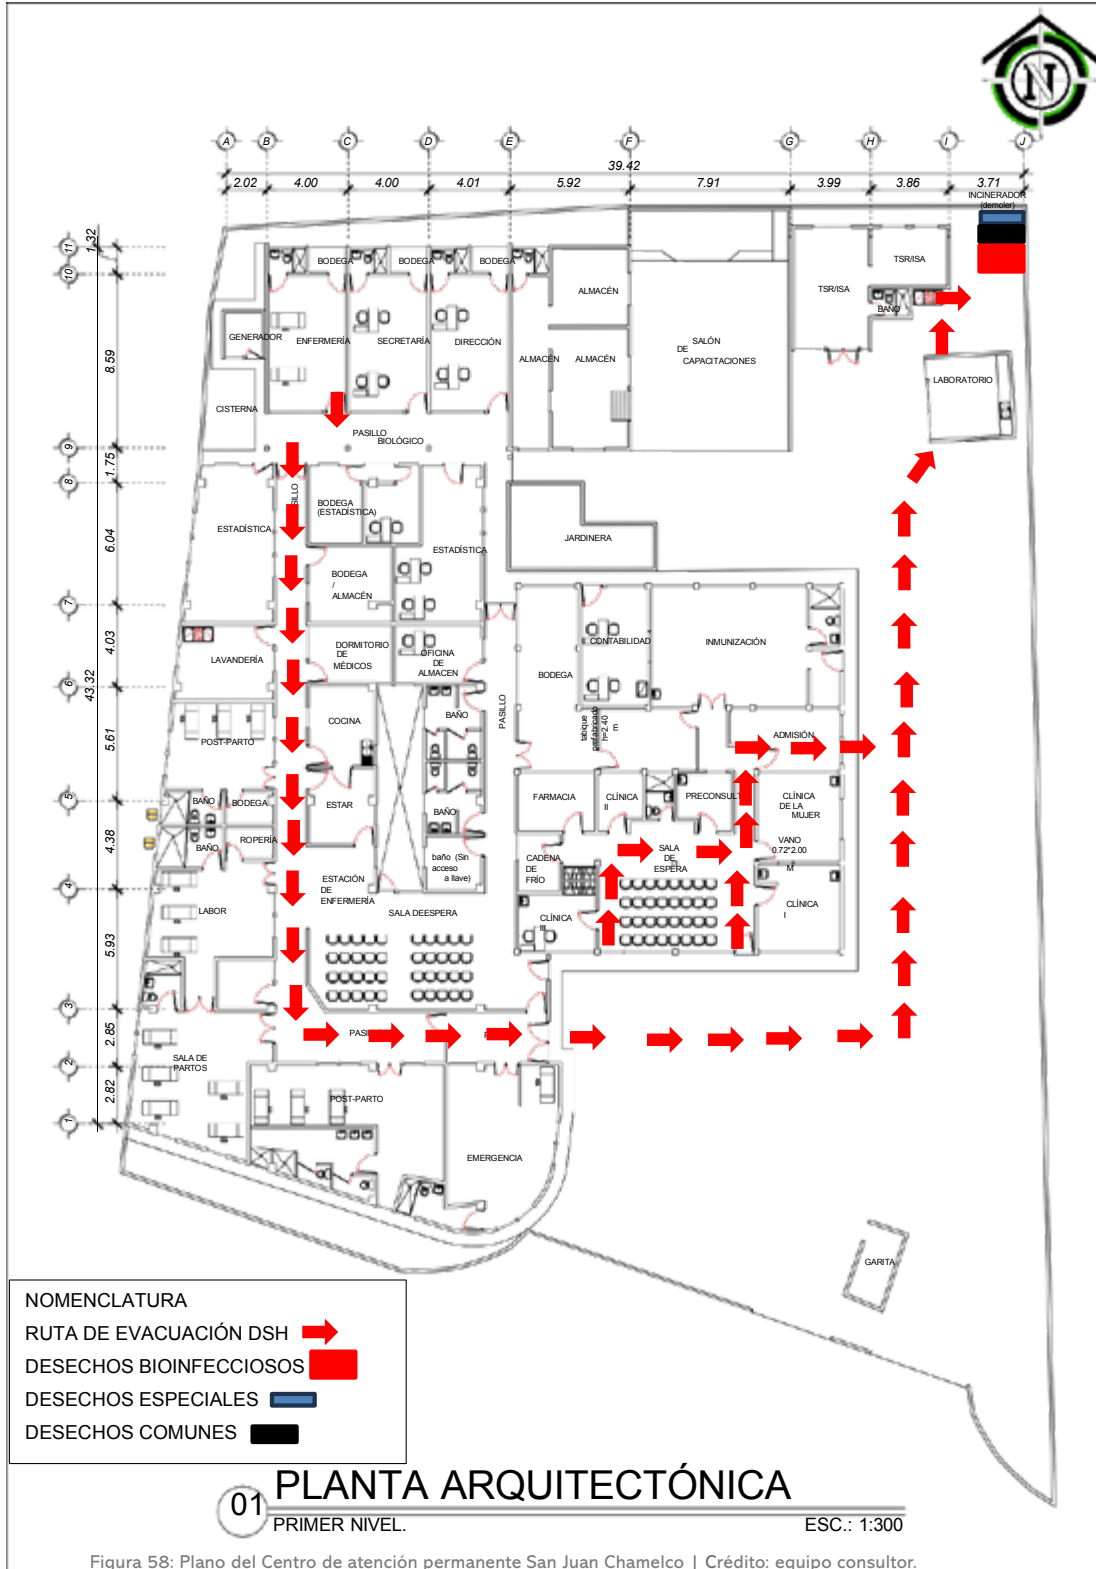 N
A B C D E F G H I J
39.42
2.02 4.00 4.00 4.01 5.92 7.91 3.99 3.86 3.71
INCINERADOR
(demoler)
11
1.32
10
8.59
9
1.75
8
6.04
7
4.03
6
43.32
5.61
5
4.38
4
5.93
3
2.85
2
2.82
1
BODEGA
BODEGA
BODEGA
TSR/ISA
TSR/ISA
ALMACÉN
BAÑO
GENERADOR
ENFERMERÍA
SECRETARÍA
DIRECCIÓN
SALÓN
DE
CAPACITACIONES
ALMACÉN
ALMACÉN
LABORATORIO
CISTERNA
PASILLO
BIOLÓGICO
SILLO
BODEGA
(ESTADÍSTICA)
ESTADÍSTICA
JARDINERA
ESTADÍSTICA
BODEGA
/
ALMACÉN
DORMITORIO
DE
MÉDICOS
OFICINA
DE
ALMACEN
CONTABILIDAD
INMUNIZACIÓN
LAVANDERÍA
BODEGA
PASILLO
COCINA
BAÑO
tabique
prefabricado
h=2.40
m
ADMISIÓN
POST-PARTO
BAÑO
BODEGA
ESTAR
BAÑO
FARMACIA
CLÍNICA
II
PRECONSULT
CLÍNICA
DE LA
MUJER
ROPERÍA
BAÑO
baño (Sin
acceso
a llave)
CADENA
DE
FRÍO
SALA
DE
ESPERA
VANO
0.72*2.00
M
ESTACIÓN
DE
ENFERMERÍA
LABOR
SALA DEESPERA
CLÍNICA
III
CLÍNICA
I
PASI
SALA DE
PARTOS
POST-PARTO
EMERGENCIA
GARITA
NOMENCLATURA
RUTA DE EVACUACIÓN DSH
DESECHOS BIOINFECCIOSOS
DESECHOS ESPECIALES
DESECHOS COMUNES
01 PLANTA ARQUITECTÓNICA
PRIMER NIVEL. ESC.: 1:300
Figura 58: Plano del Centro de atención permanente San Juan Chamelco | Crédito: equipo consultor.